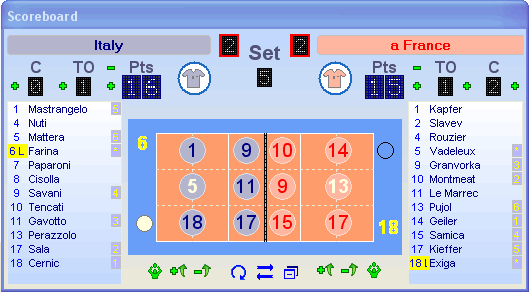 Scoreboard
Italy 2 Set 2 a France
C TO - Pts 5 Pts - TO C
+ 0 + 1 + 16 15 + 1 + 2 +
1 Mastrangelo 5
4 Nuti
5 Mattera 6
6 L Farina *
7 Paparoni
8 Cisolla
9 Savani 4
10 Tencati
11 Gavotto 3
13 Perazzolo
17 Sala 2
18 Cernic 1
6
1 9 10 14
5 11 9 13
18 17 15 17
18
1 Kapfer
2 Slavev
4 Rouzier
5 Vadeleux *
9 Granvorka 3
10 Montmeat 2
11 Le Marrec
13 Pujol 6
14 Geiler 1
15 Samica 4
17 Kieffer 5
18 L Exiga *